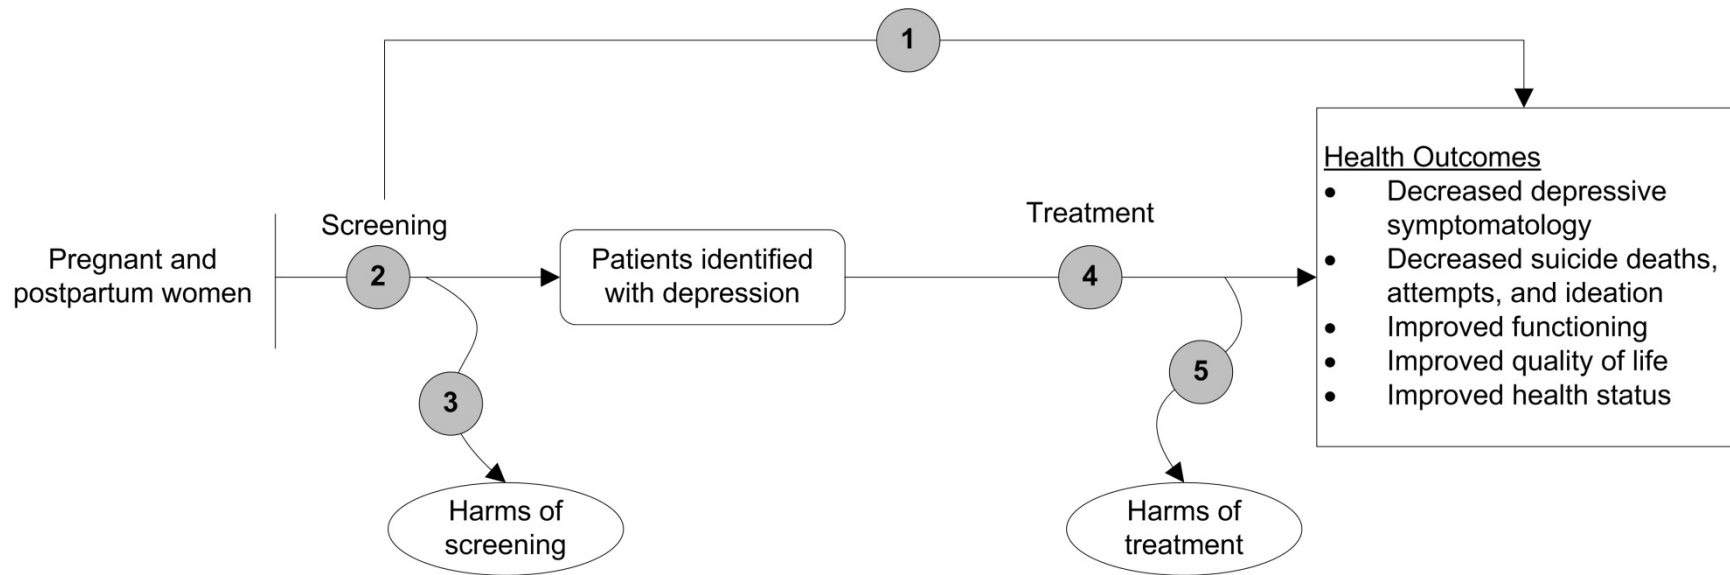 1
Health Outcomes
• Decreased depressive
symptomatology
• Decreased suicide deaths,
attempts, and ideation
• Improved functioning
• Improved quality of life
• Improved health status
Screening
Treatment
Pregnant and
postpartum women
2
Patients identified
with depression
4
3
5
Harms of
screening
Harms of
treatment